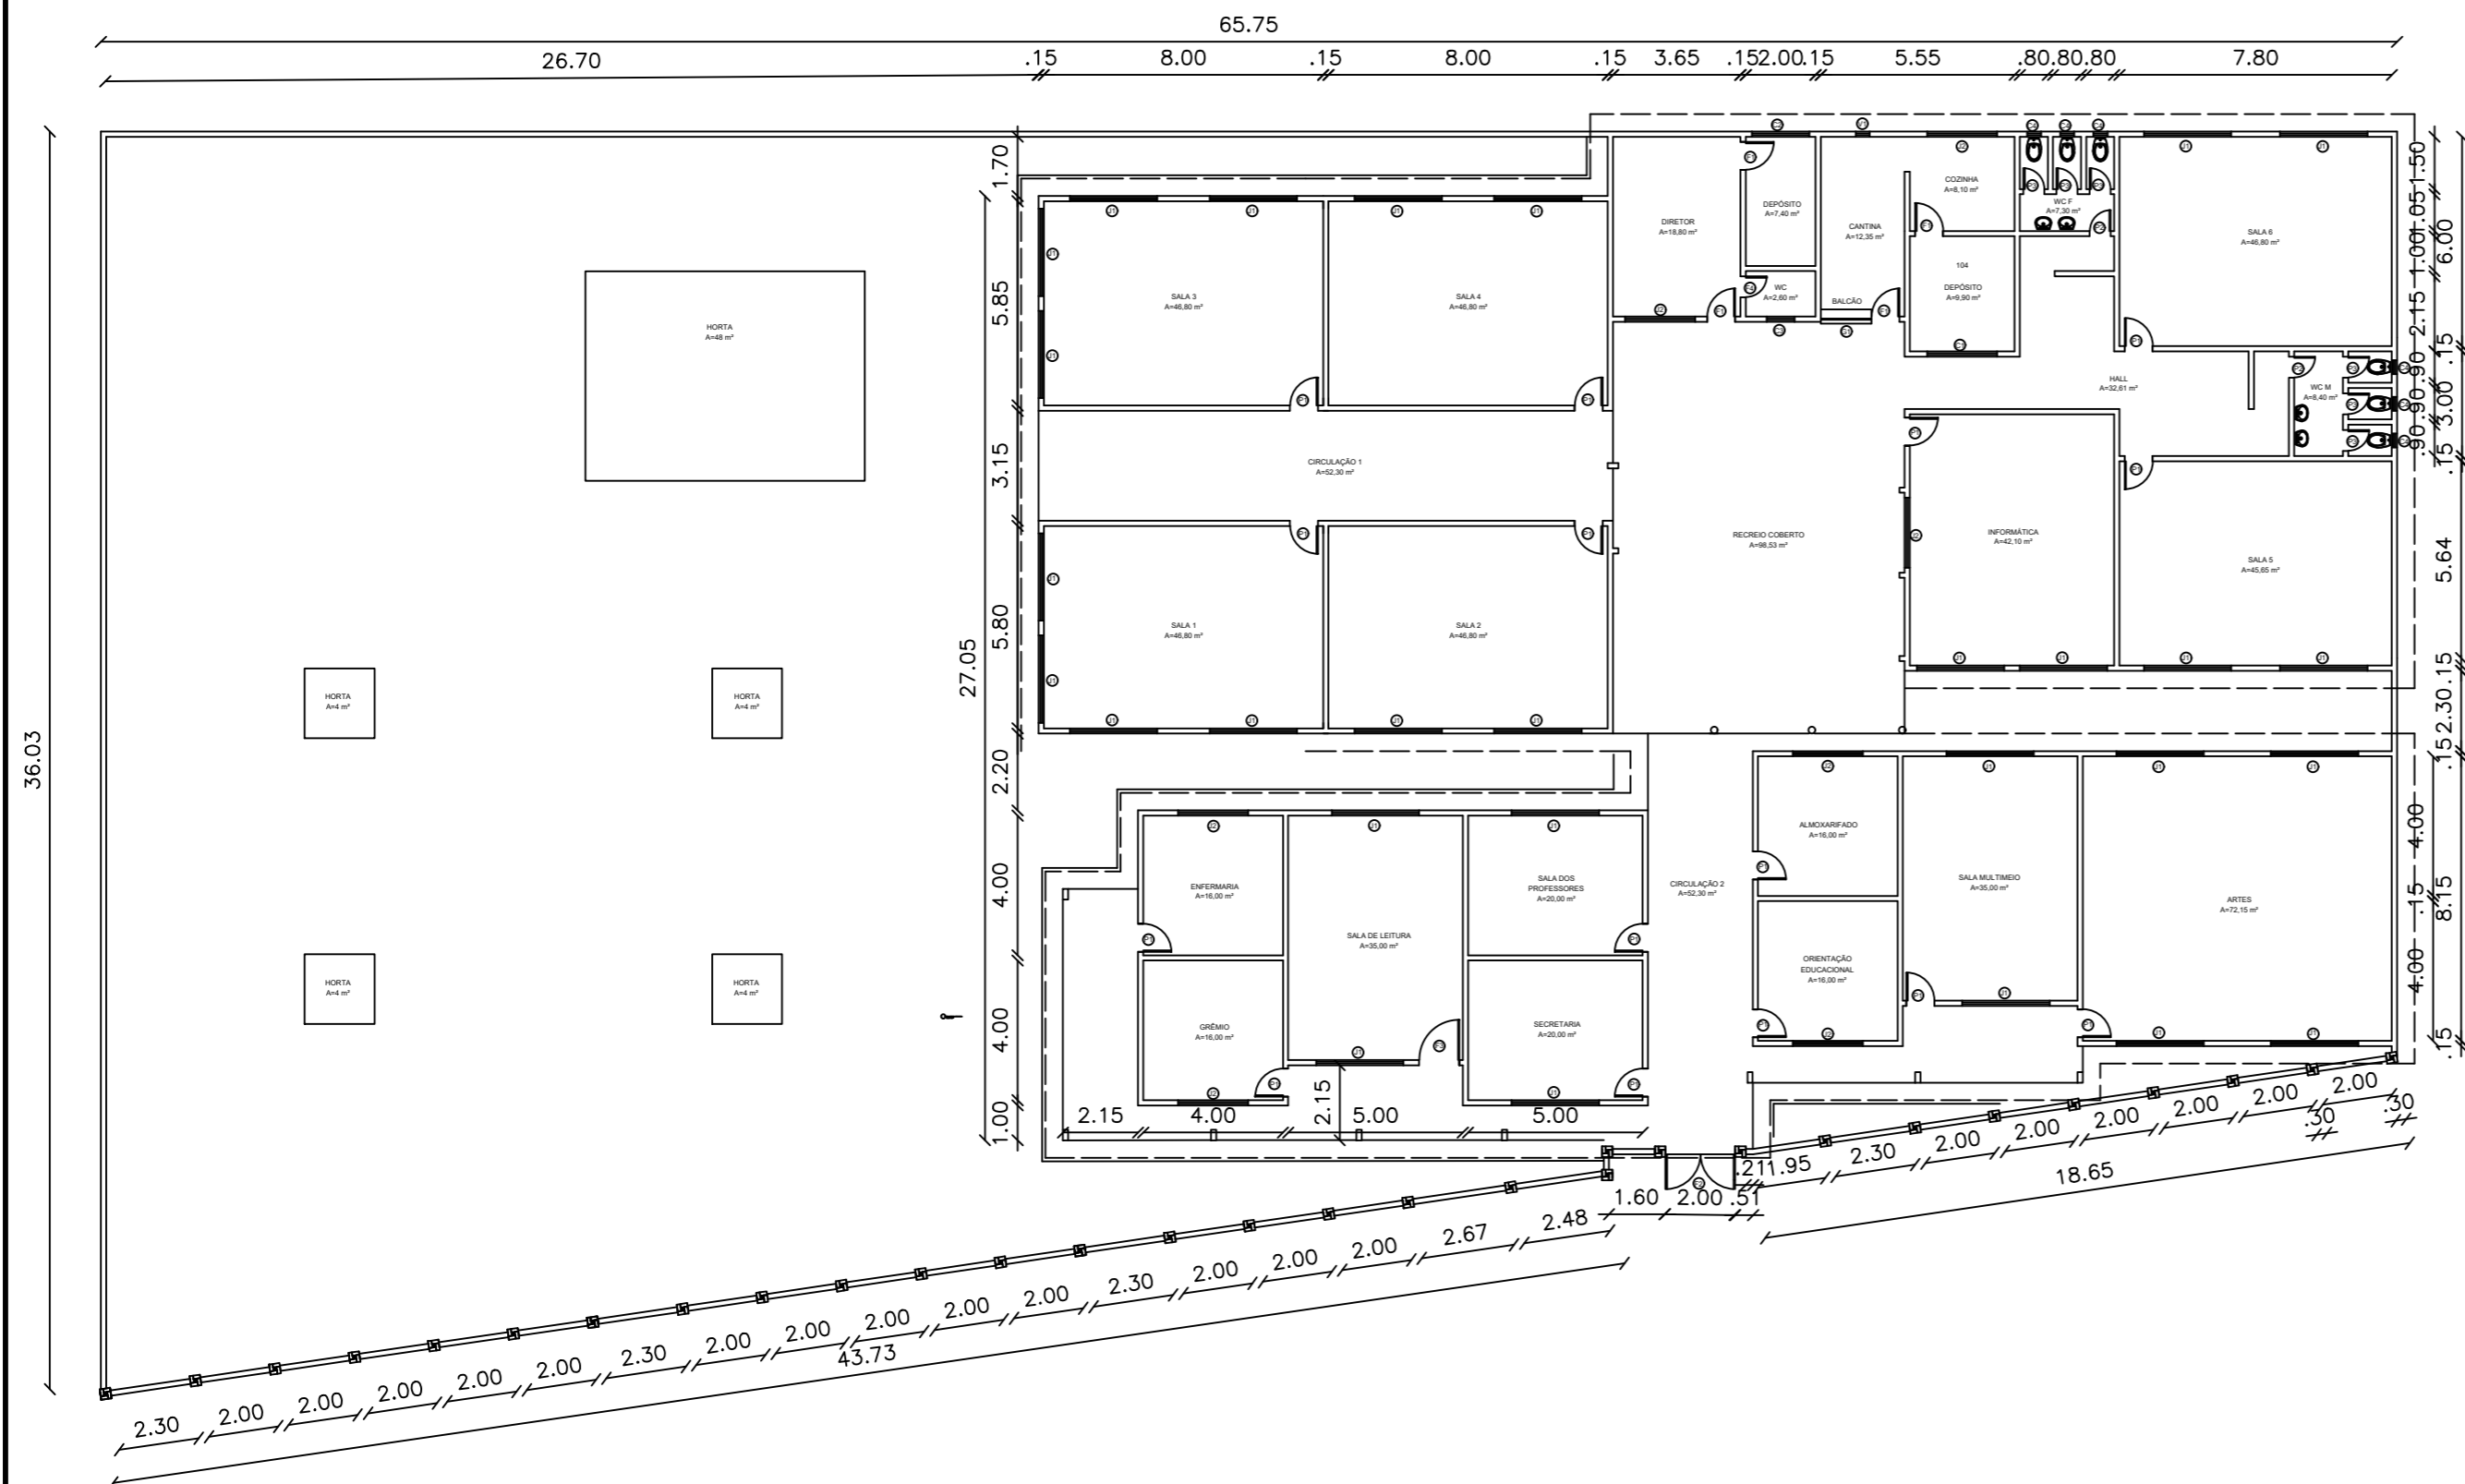 65.75
26.70
.15
8.00
.15
8.00
.15
3.65
.15
2.00
.15
5.55
.80
.80
.80
7.80
36.03
27.05
1.70
5.85
3.15
5.80
2.20
4.00
4.00
1.00
HORTA
A=48 m²
HORTA
A=4 m²
HORTA
A=4 m²
HORTA
A=4 m²
HORTA
A=4 m²
SALA 3
A=46,80 m²
SALA 4
A=46,80 m²
DIRETOR
A=18,80 m²
DEPÓSITO
A=7,40 m²
WC
A=2,60 m²
CANTINA
A=12,35 m²
BALCÃO
COZINHA
A=8,10 m²
104
DEPÓSITO
A=9,90 m²
WC F
A=7,30 m²
SALA 6
A=46,80 m²
HALL
A=32,61 m²
WC M
A=8,40 m²
CIRCULAÇÃO 1
A=52,30 m²
SALA 1
A=46,80 m²
SALA 2
A=46,80 m²
RECREIO COBERTO
A=98,53 m²
INFORMÁTICA
A=42,10 m²
SALA 5
A=45,65 m²
ENFERMARIA
A=16,00 m²
GRÊMIO
A=16,00 m²
SALA DE LEITURA
A=35,00 m²
SALA DOS
PROFESSORES
A=20,00 m²
SECRETARIA
A=20,00 m²
CIRCULAÇÃO 2
A=52,30 m²
ALMOXARIFADO
A=16,00 m²
ORIENTAÇÃO
EDUCACIONAL
A=16,00 m²
SALA MULTIMEIO
A=35,00 m²
ARTES
A=72,15 m²
1.50
1.05
1.00
2.15
.90
.90
.90
6.00
.15
3.00
.15
5.64
.15
2.30
.15
4.00
.15
4.00
8.15
.15
2.15
4.00
5.00
5.00
2.15
1.60
2.00
.51
.21
1.95
2.30
2.00
2.00
2.00
2.00
2.00
2.00
.30
.30
18.65
2.30
2.00
2.00
2.00
2.00
2.00
2.30
2.00
2.00
2.00
2.00
2.00
2.30
2.00
2.00
2.00
2.67
2.48
43.73